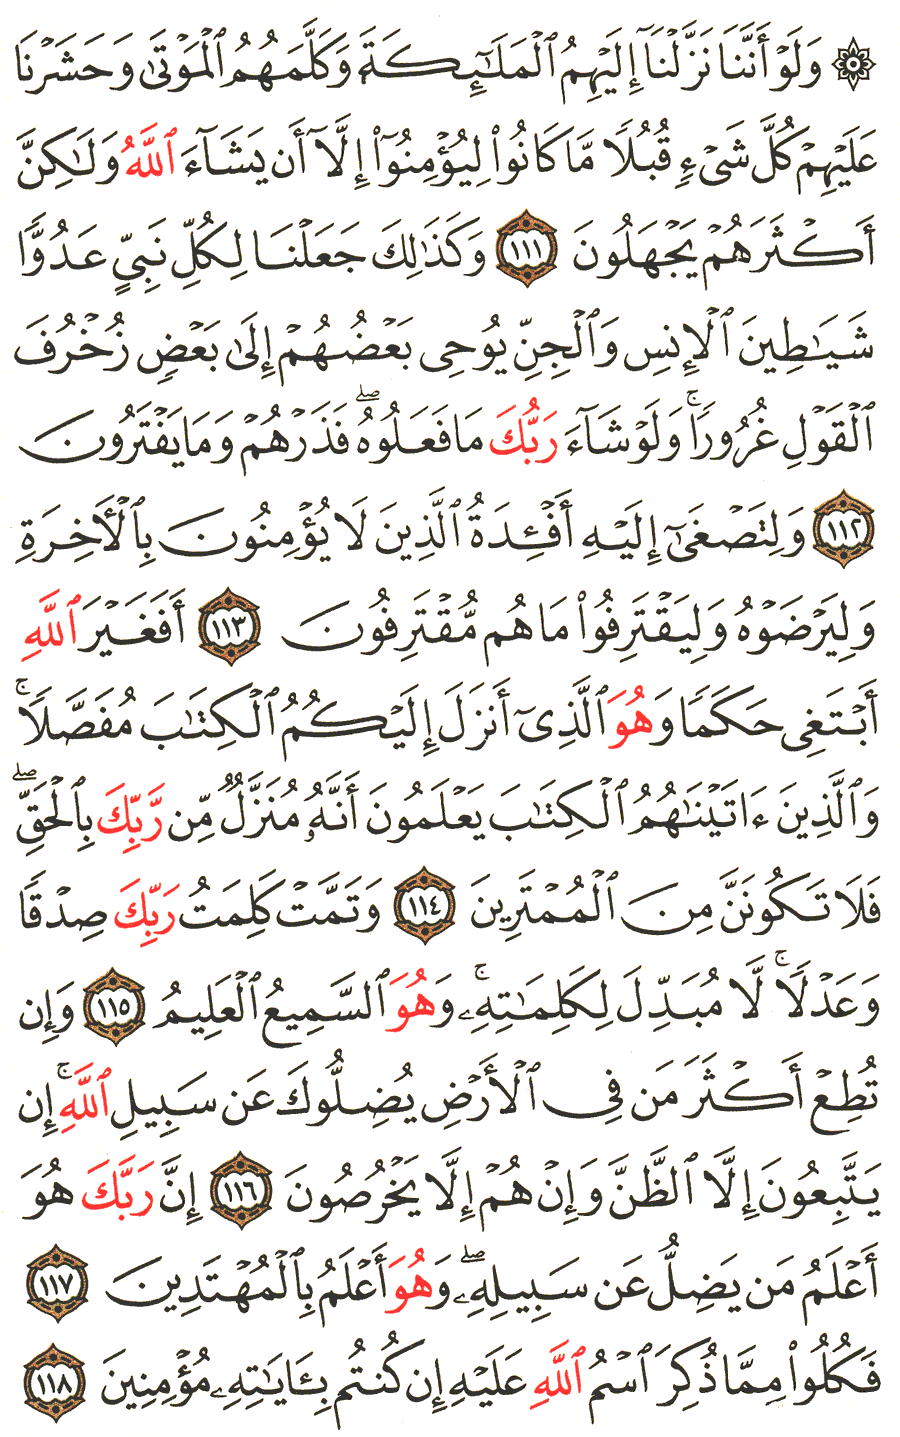 ۞ وَلَوْ أَنَّنَا نَزَّلْنَآ إِلَيْهِمُ ٱلْمَلَٰٓئِكَةَ وَكَلَّمَهُمُ ٱلْمَوْتَىٰ وَحَشَرْنَا
عَلَيْهِمْ كُلَّ شَىْءٍ قُبُلًا مَّا كَانُوا۟ لِيُؤْمِنُوٓا۟ إِلَّآ أَن يَشَآءَ ٱللَّهُ وَلَٰكِنَّ
أَكْثَرَهُمْ يَجْهَلُونَ ١١١ وَكَذَٰلِكَ جَعَلْنَا لِكُلِّ نَبِىٍّ عَدُوًّا
شَيَٰطِينَ ٱلْإِنسِ وَٱلْجِنِّ يُوحِى بَعْضُهُمْ إِلَىٰ بَعْضٍ زُخْرُفَ
ٱلْقَوْلِ غُرُورًا ۚ وَلَوْ شَآءَ رَبُّكَ مَا فَعَلُوهُ ۖ فَذَرْهُمْ وَمَا يَفْتَرُونَ
١١٢ وَلِتَصْغَىٰٓ إِلَيْهِ أَفْـِٔدَةُ ٱلَّذِينَ لَا يُؤْمِنُونَ بِٱلْـَٔاخِرَةِ
وَلِيَرْضَوْهُ وَلِيَقْتَرِفُوا۟ مَا هُم مُّقْتَرِفُونَ ١١٣ أَفَغَيْرَ ٱللَّهِ
أَبْتَغِى حَكَمًا وَهُوَ ٱلَّذِىٓ أَنزَلَ إِلَيْكُمُ ٱلْكِتَٰبَ مُفَصَّلًا ۚ
وَٱلَّذِينَ ءَاتَيْنَٰهُمُ ٱلْكِتَٰبَ يَعْلَمُونَ أَنَّهُۥ مُنَزَّلٌ مِّن رَّبِّكَ بِٱلْحَقِّ ۖ
فَلَا تَكُونَنَّ مِنَ ٱلْمُمْتَرِينَ ١١٤ وَتَمَّتْ كَلِمَتُ رَبِّكَ صِدْقًا
وَعَدْلًا ۚ لَّا مُبَدِّلَ لِكَلِمَٰتِهِۦ ۚ وَهُوَ ٱلسَّمِيعُ ٱلْعَلِيمُ ١١٥ وَإِن
تُطِعْ أَكْثَرَ مَن فِى ٱلْأَرْضِ يُضِلُّوكَ عَن سَبِيلِ ٱللَّهِ ۚ إِن
يَتَّبِعُونَ إِلَّا ٱلظَّنَّ وَإِنْ هُمْ إِلَّا يَخْرُصُونَ ١١٦ إِنَّ رَبَّكَ هُوَ
أَعْلَمُ مَن يَضِلُّ عَن سَبِيلِهِۦ ۖ وَهُوَ أَعْلَمُ بِٱلْمُهْتَدِينَ ١١٧
فَكُلُوا۟ مِمَّا ذُكِرَ ٱسْمُ ٱللَّهِ عَلَيْهِ إِن كُنتُم بِـَٔايَٰتِهِۦ مُؤْمِنِينَ ١١٨